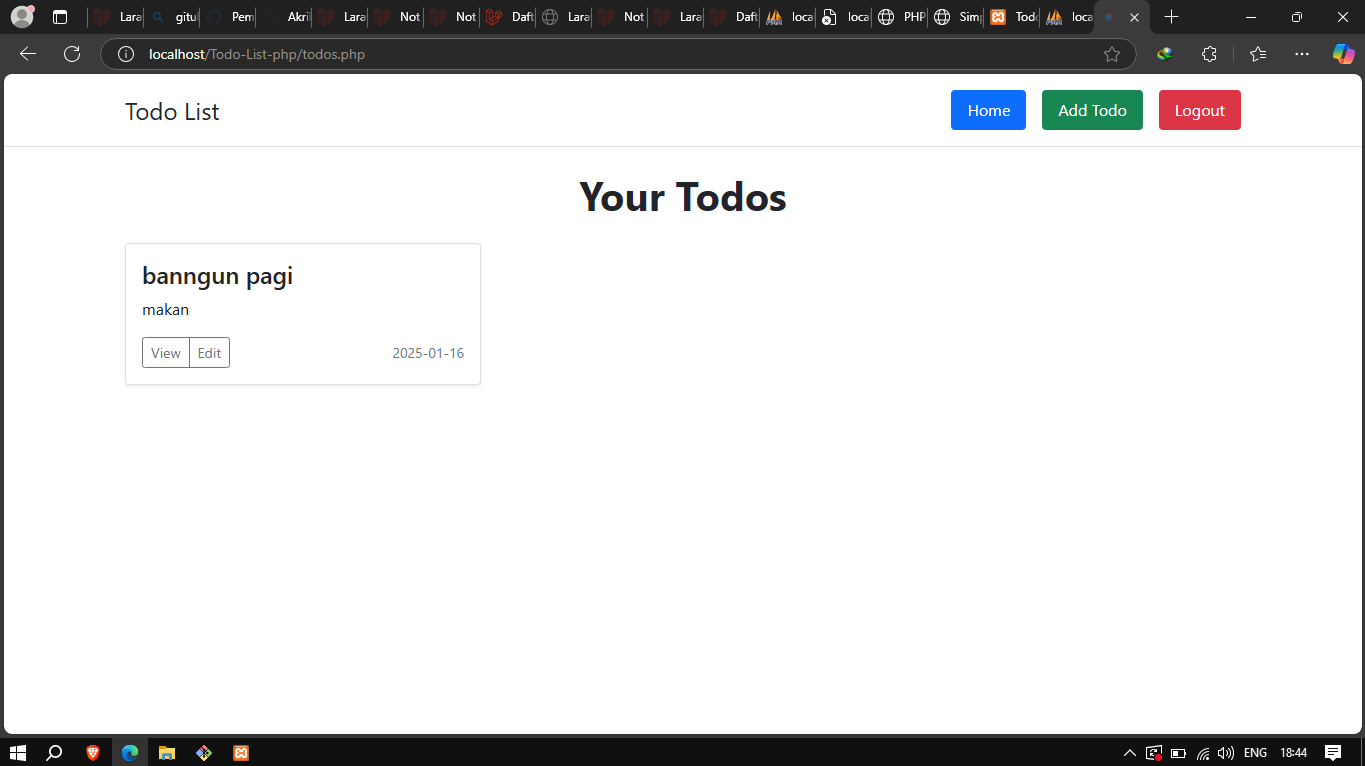 Lara gitul Pem Akril Lara Not Not Daft Lara Not Lara Daft loca loca PHP Simp Todo loca
localhost/Todo-List-php/todos.php
Todo List Home Add Todo Logout
Your Todos
banngun pagi
makan
View Edit 2025-01-16
ENG 18:44